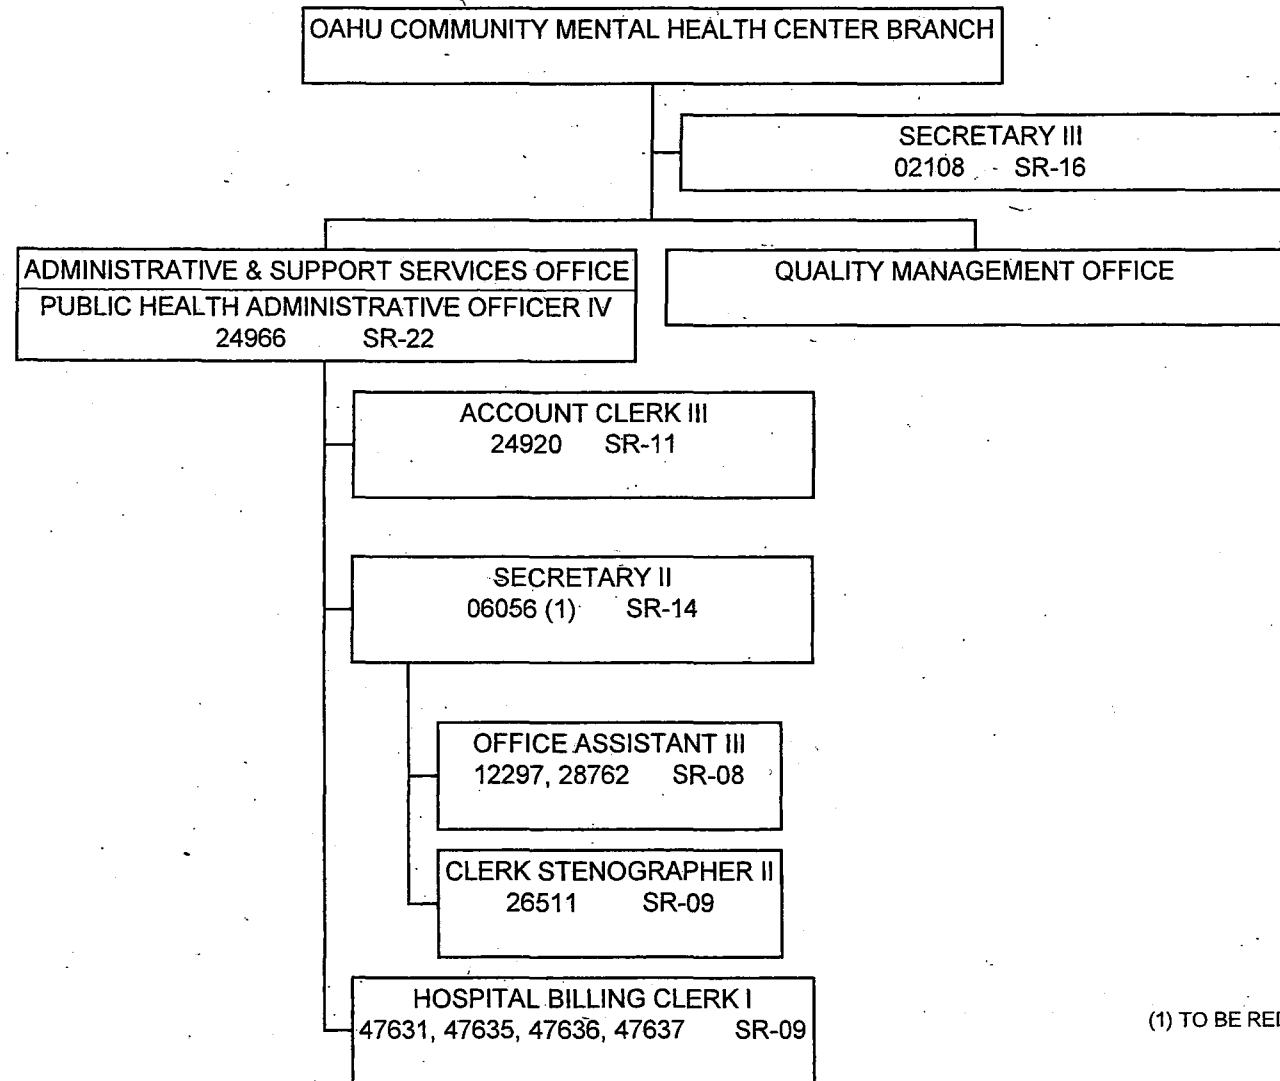 OAHU COMMUNITY MENTAL HEALTH CENTER BRANCH
SECRETARY III
02108 SR-16
ADMINISTRATIVE & SUPPORT SERVICES OFFICE
PUBLIC HEALTH ADMINISTRATIVE OFFICER IV
24966 SR-22
QUALITY MANAGEMENT OFFICE
ACCOUNT CLERK III
24920 SR-11
SECRETARY II
06056 (1) SR-14
OFFICE ASSISTANT III
12297, 28762 SR-08
CLERK STENOGRAPHER II
26511 SR-09
HOSPITAL BILLING CLERK I
47631, 47635, 47636, 47637 SR-09
(1) TO BE